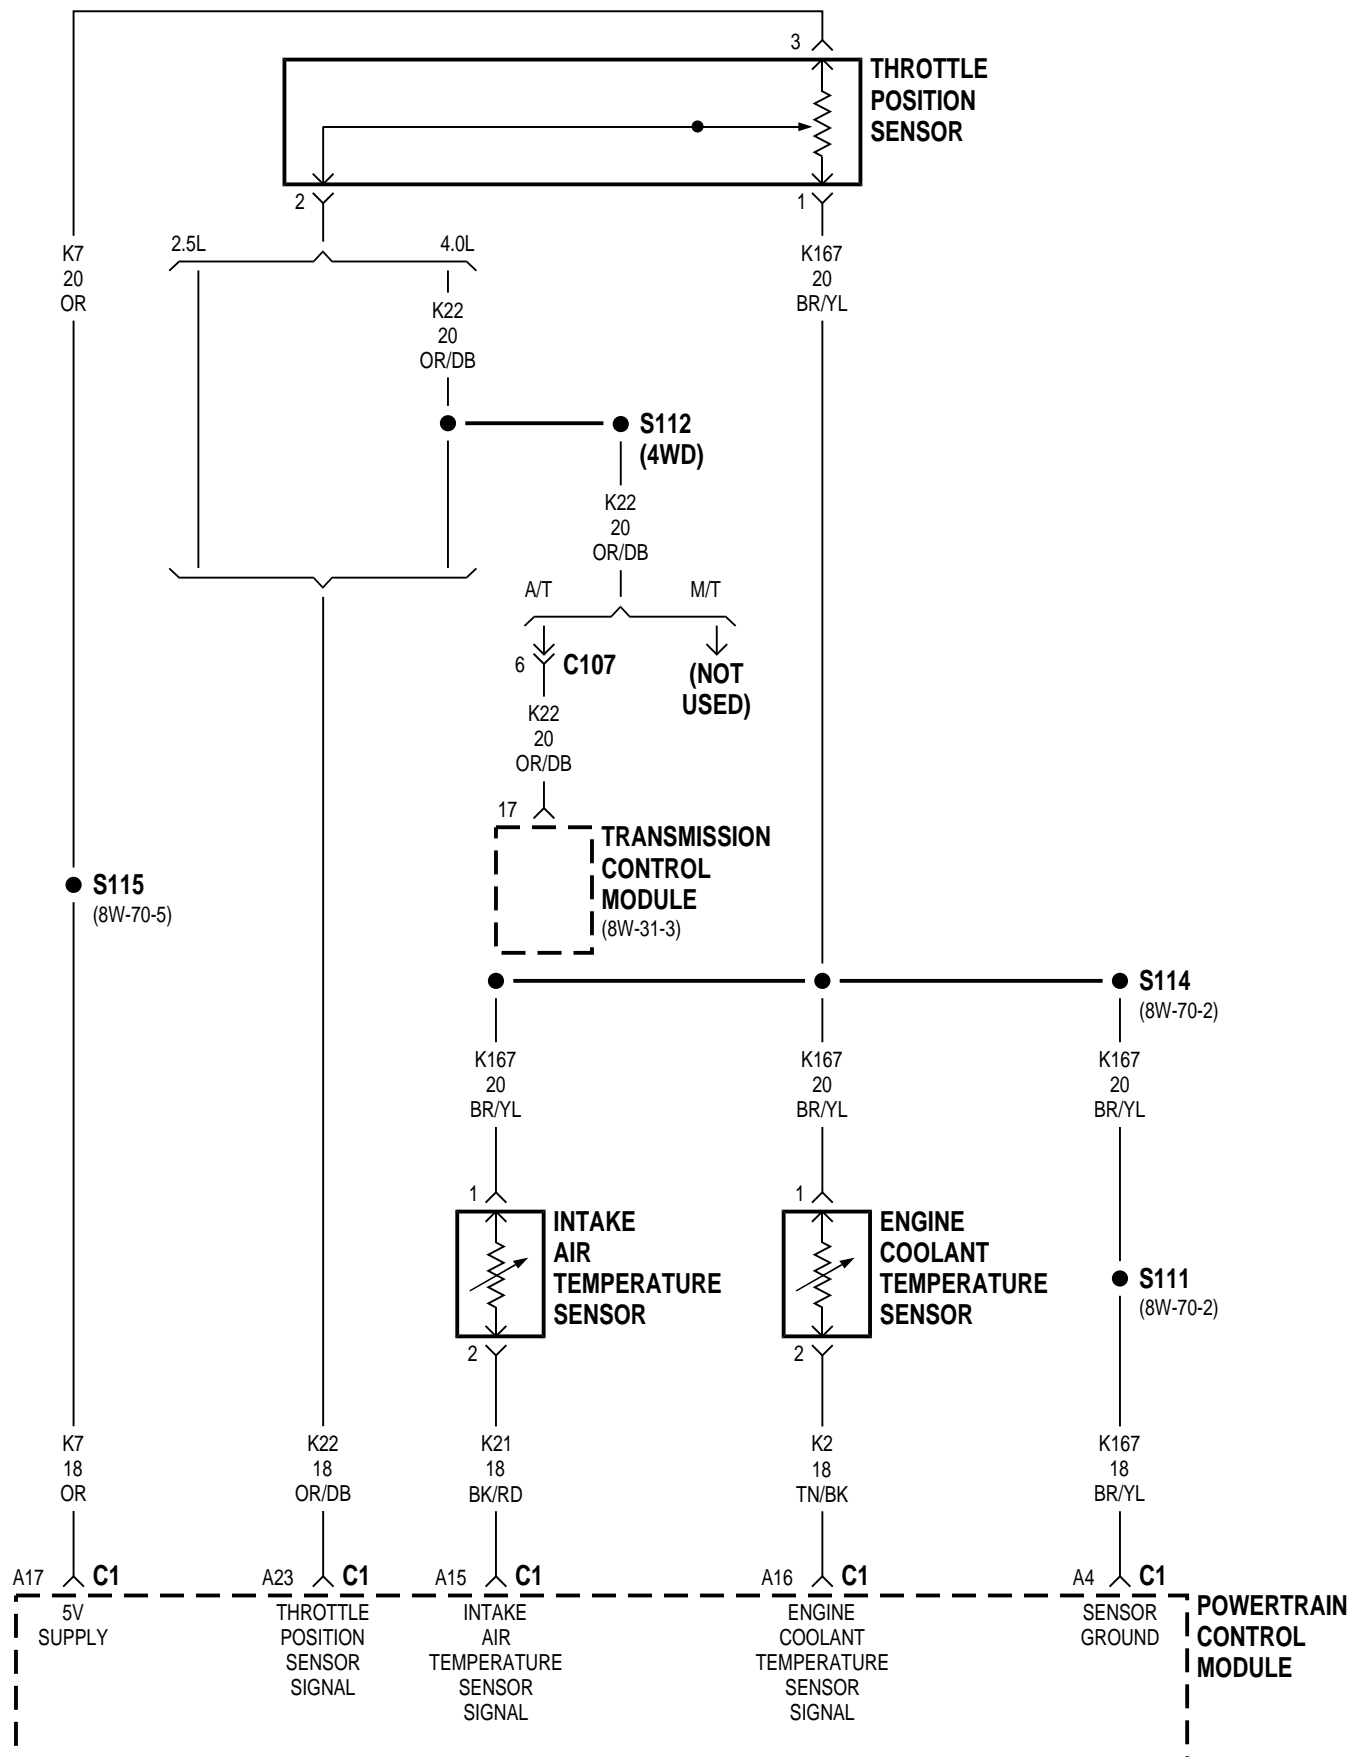 3
THROTTLE
POSITION
SENSOR
2
1
2.5L
4.0L
K7
20
OR
K22
20
OR/DB
K167
20
BR/YL
S112
(4WD)
K22
20
OR/DB
A/T
M/T
6
C107
(NOT
USED)
K22
20
OR/DB
17
TRANSMISSION
CONTROL
MODULE
(8W-31-3)
S115
(8W-70-5)
S114
(8W-70-2)
K167
20
BR/YL
K167
20
BR/YL
K167
20
BR/YL
1
INTAKE
AIR
TEMPERATURE
SENSOR
2
1
ENGINE
COOLANT
TEMPERATURE
SENSOR
2
S111
(8W-70-2)
K7
18
OR
K22
18
OR/DB
K21
18
BK/RD
K2
18
TN/BK
K167
18
BR/YL
A17
C1
A23
C1
A15
C1
A16
C1
A4
C1
5V
SUPPLY
THROTTLE
POSITION
SENSOR
SIGNAL
INTAKE
AIR
TEMPERATURE
SENSOR
SIGNAL
ENGINE
COOLANT
TEMPERATURE
SENSOR
SIGNAL
SENSOR
GROUND
POWERTRAIN
CONTROL
MODULE